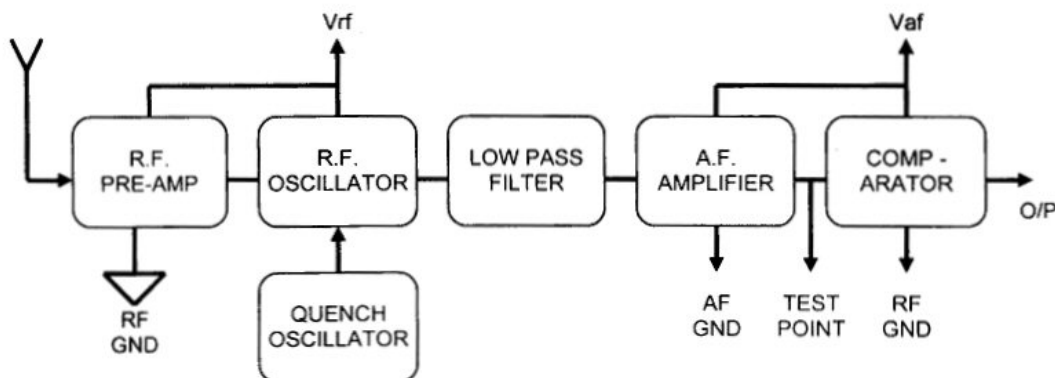 Vrf
Vaf
R.F.
PRE-AMP
R.F.
OSCILLATOR
LOW PASS
FILTER
A.F.
AMPLIFIER
COMP -
ARATOR
O/P
RF
GND
QUENCH
OSCILLATOR
AF
GND
TEST
POINT
RF
GND